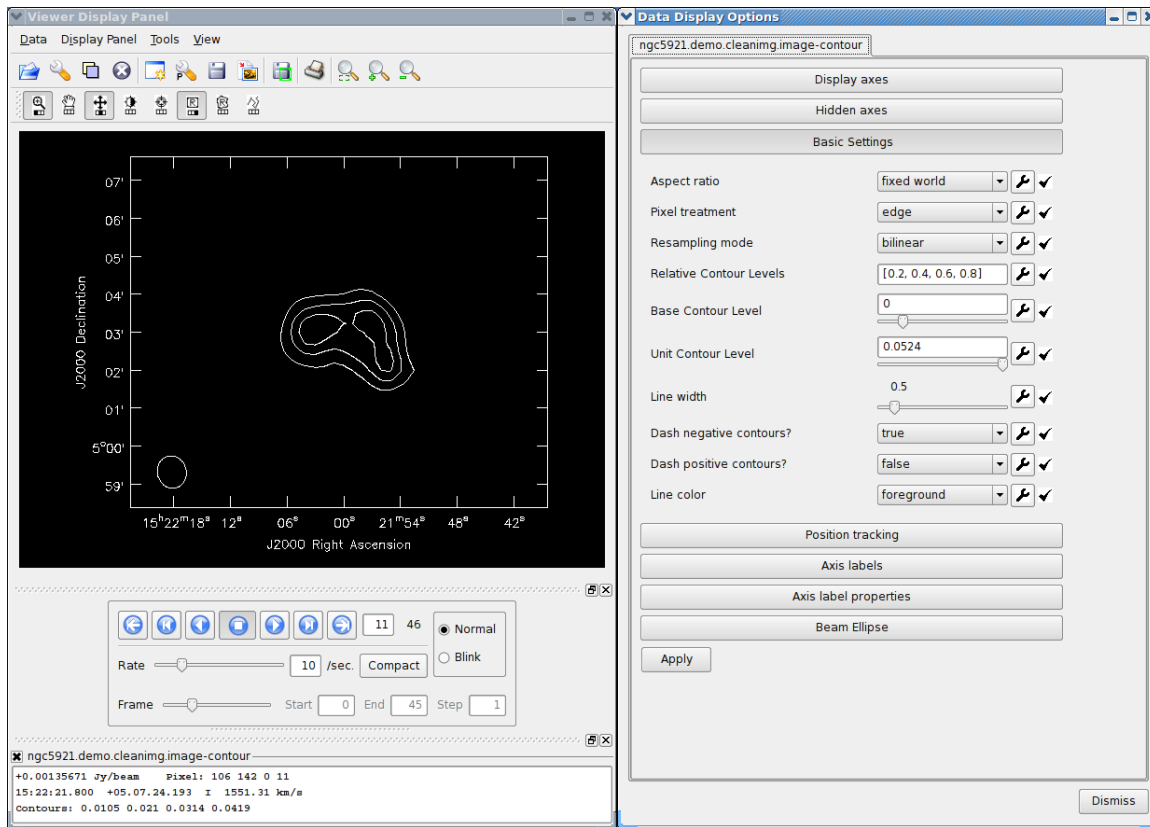 Viewer Display Panel
Data Display Panel Tools View
07'
06'
05'
04'
03'
02'
01'
5°00'
59'
J2000 Declination
15ʰ22ᵐ18ˢ 12ˢ 06ˢ 00ˢ 21ᵐ54ˢ 48ˢ 42ˢ
J2000 Right Ascension
11 46
Normal
Blink
Rate 10 /sec. Compact
Frame Start 0 End 45 Step 1
ngc5921.demo.cleanimg.image-contour
+0.00135671 Jy/beam Pixel: 106 142 0 11
15:22:21.800 +05.07.24.193 I 1551.31 km/s
Contours: 0.0105 0.021 0.0314 0.0419
Data Display Options
ngc5921.demo.cleanimg.image-contour
Display axes
Hidden axes
Basic Settings
Aspect ratio fixed world
Pixel treatment edge
Resampling mode bilinear
Relative Contour Levels [0.2, 0.4, 0.6, 0.8]
Base Contour Level 0
Unit Contour Level 0.0524
Line width 0.5
Dash negative contours? true
Dash positive contours? false
Line color foreground
Position tracking
Axis labels
Axis label properties
Beam Ellipse
Apply
Dismiss